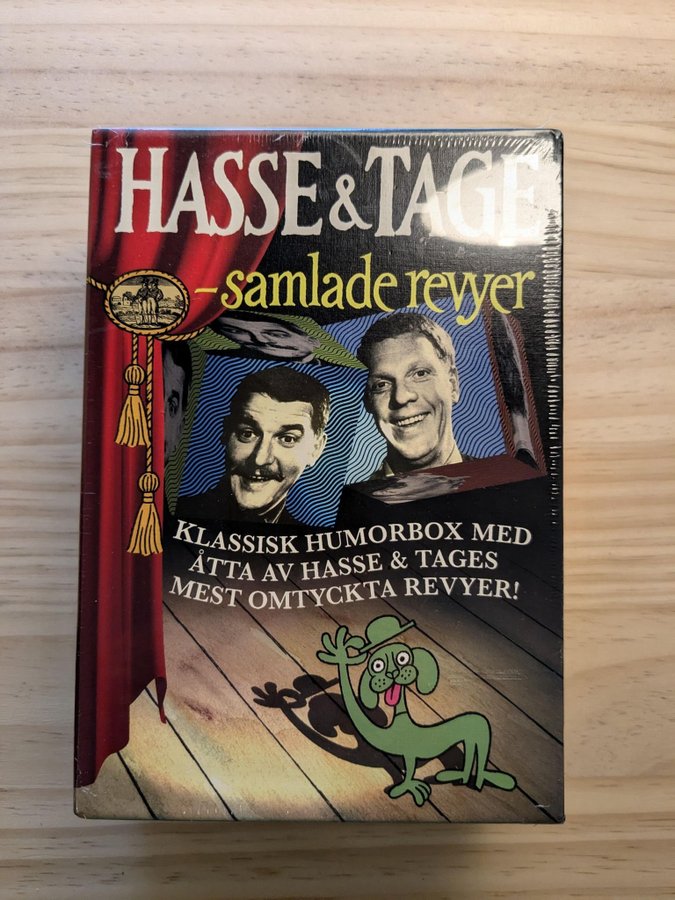 HASSE & TAGE
– samlade revyer
KLASSISK HUMORBOX MED
ÅTTA AV HASSE & TAGES
MEST OMTYCKTA REVYER!